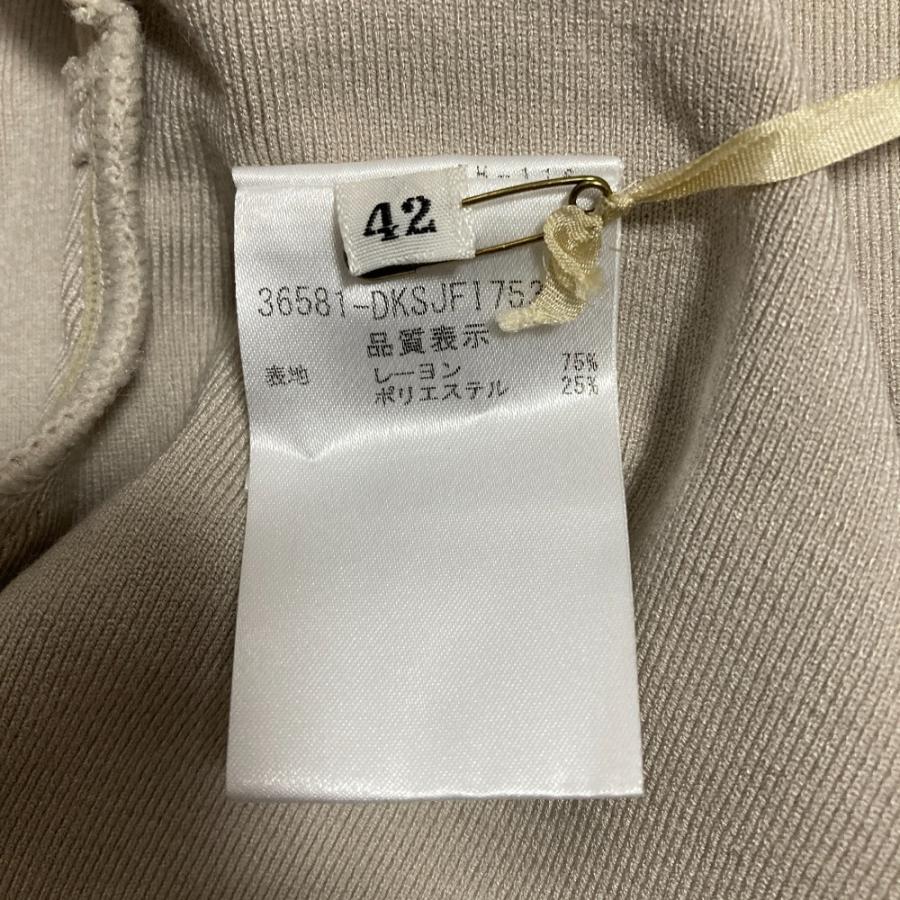 42
36581-DKSJF1752
品質表示
表地 レーヨン 75%
ポリエステル 25%